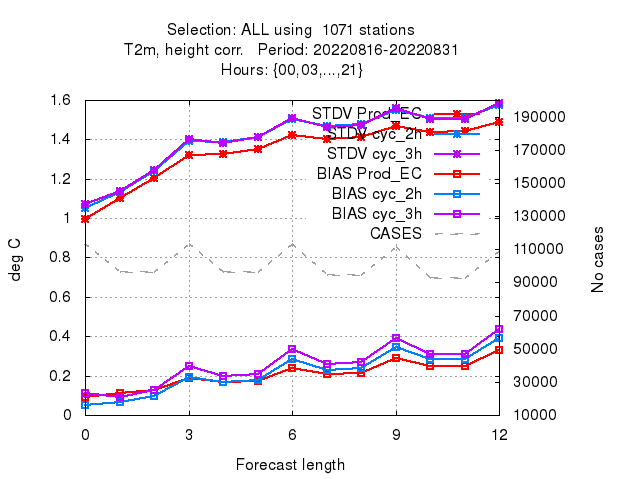 Selection: ALL using  1071 stations
T2m, height corr.   Period: 20220816-20220831
Hours: {00,03,...,21}
1.6
1.4
1.2
1
0.8
0.6
0.4
0.2
0
deg C
STDV Prod_EC
STDV cyc_2h
STDV cyc_3h
BIAS Prod_EC
BIAS cyc_2h
BIAS cyc_3h
CASES
190000
170000
150000
130000
110000
90000
70000
50000
30000
10000
No cases
0 3 6 9 12
Forecast length